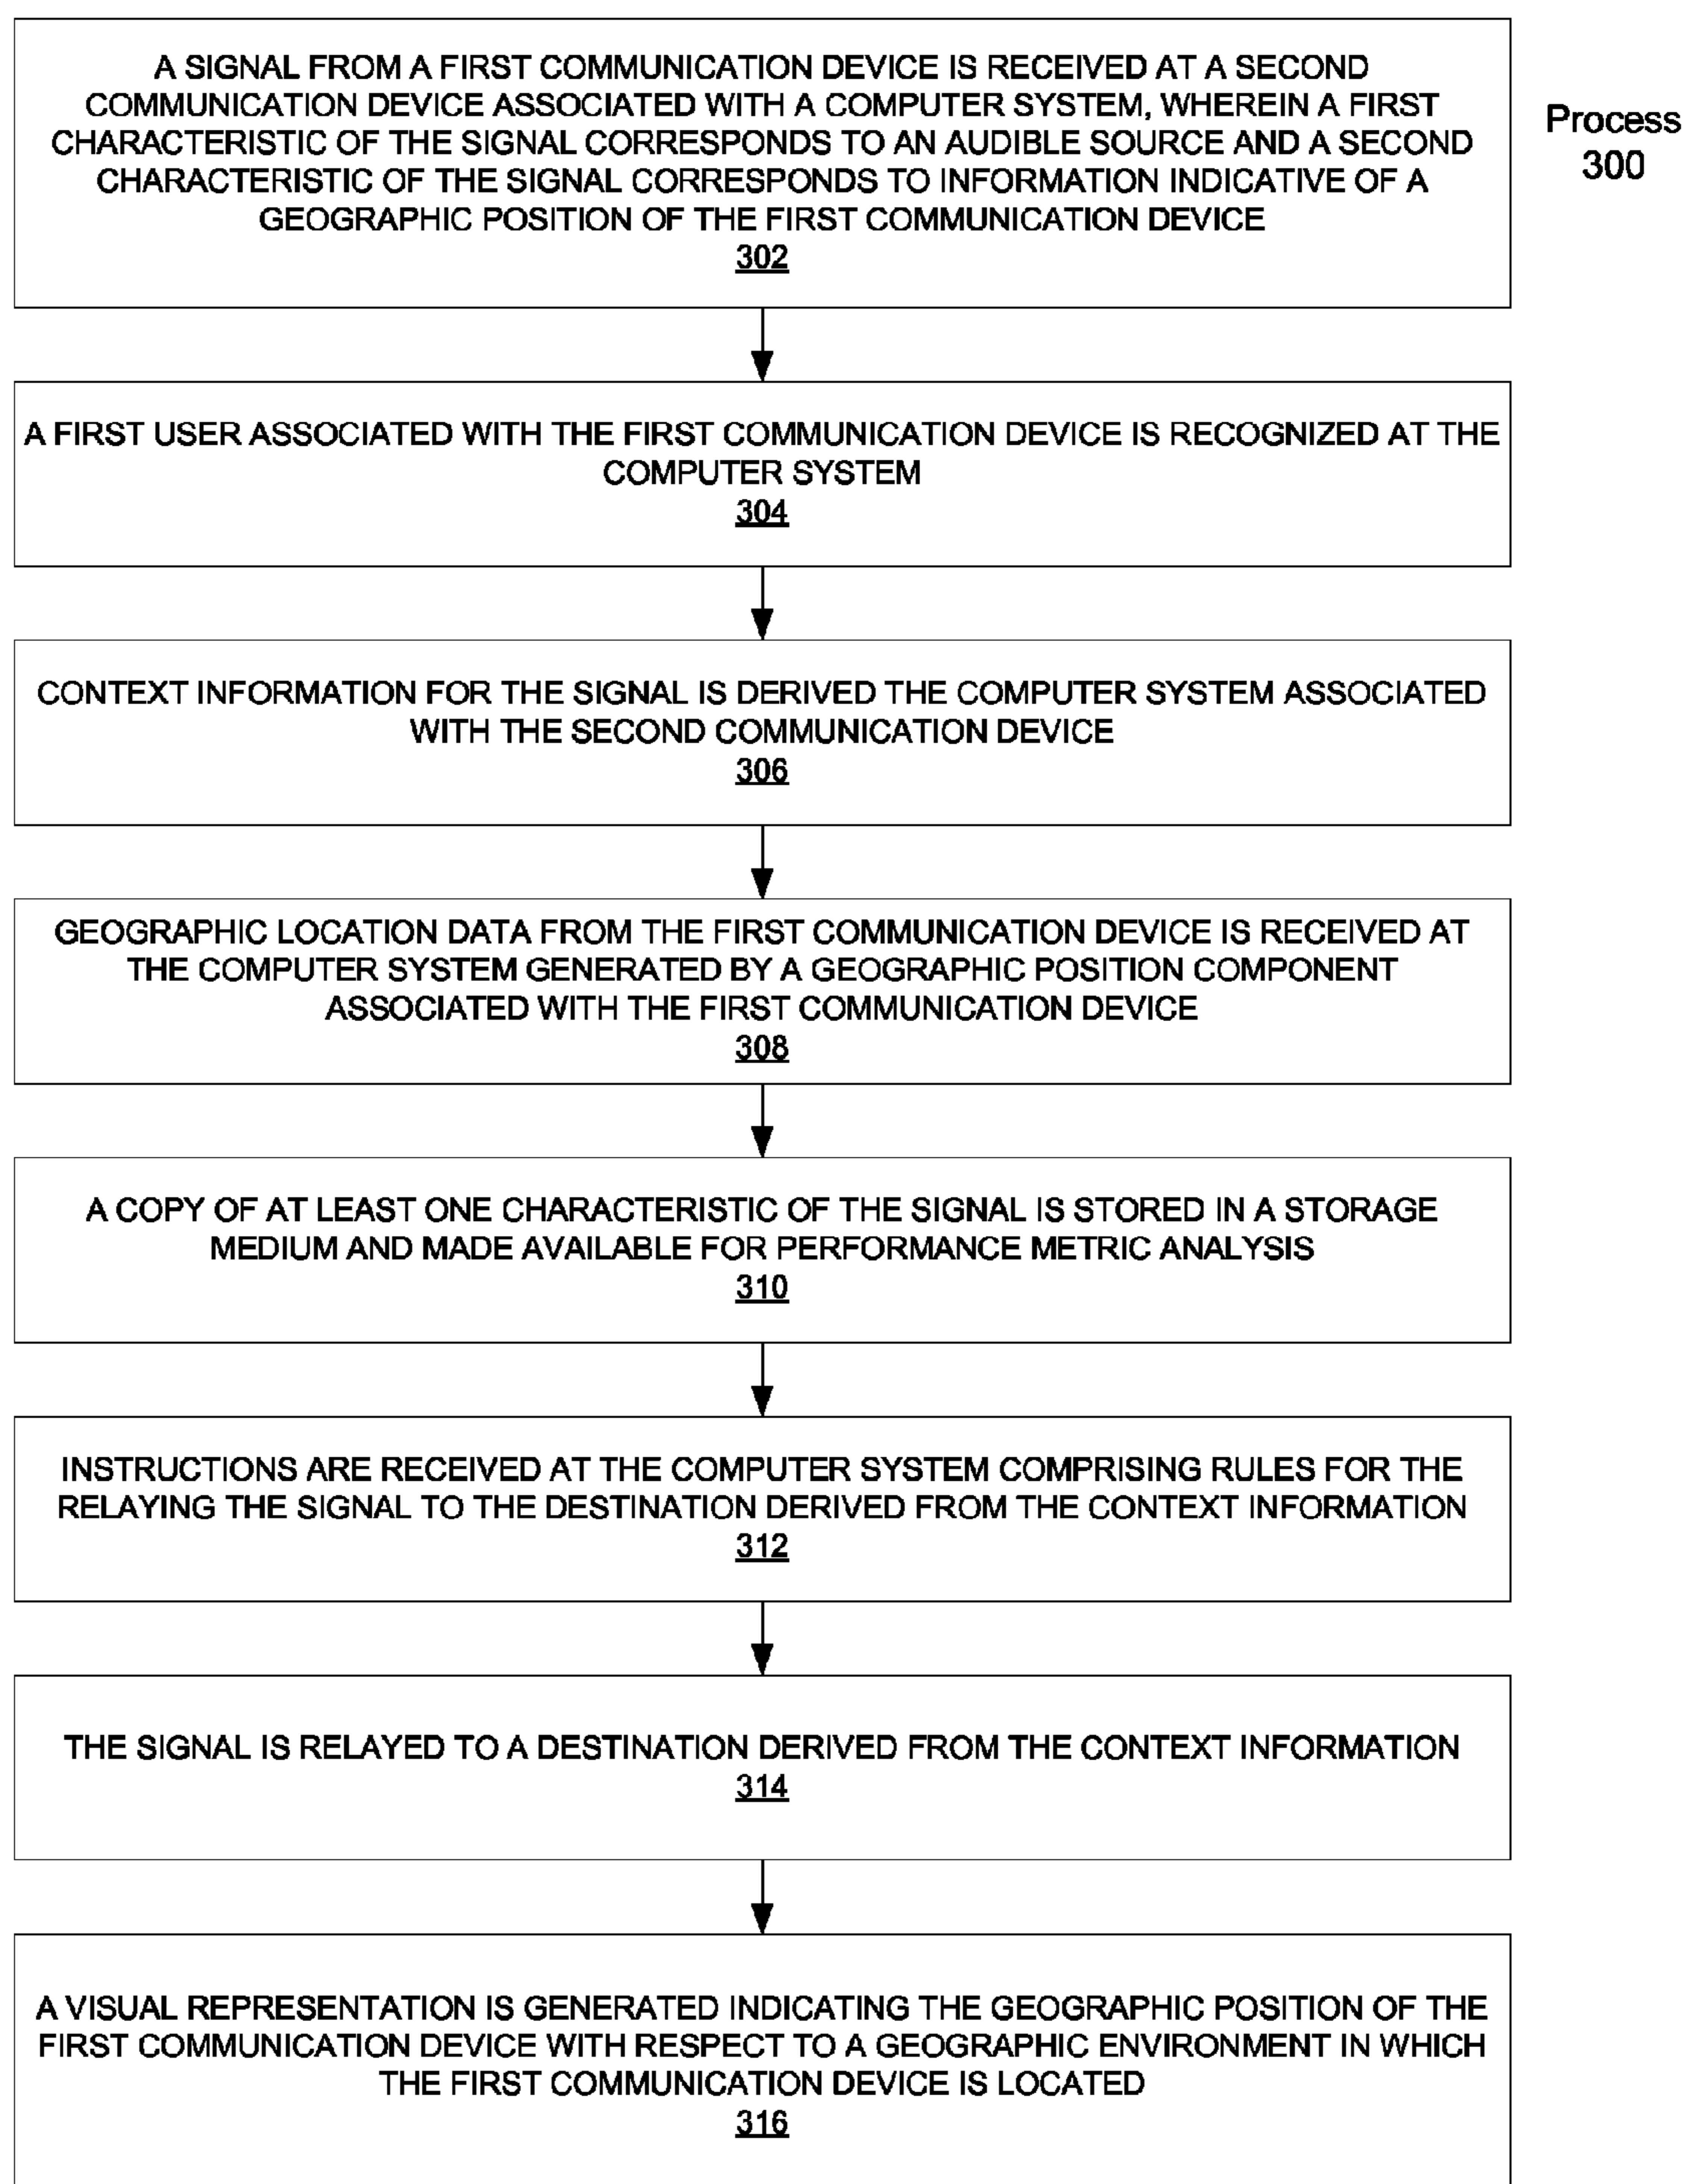 A SIGNAL FROM A FIRST COMMUNICATION DEVICE IS RECEIVED AT A SECOND
COMMUNICATION DEVICE ASSOCIATED WITH A COMPUTER SYSTEM, WHEREIN A FIRST
CHARACTERISTIC OF THE SIGNAL CORRESPONDS TO AN AUDIBLE SOURCE AND A SECOND
CHARACTERISTIC OF THE SIGNAL CORRESPONDS TO INFORMATION INDICATIVE OF A
GEOGRAPHIC POSITION OF THE FIRST COMMUNICATION DEVICE
302
Process
300
A FIRST USER ASSOCIATED WITH THE FIRST COMMUNICATION DEVICE IS RECOGNIZED AT THE
COMPUTER SYSTEM
304
CONTEXT INFORMATION FOR THE SIGNAL IS DERIVED THE COMPUTER SYSTEM ASSOCIATED
WITH THE SECOND COMMUNICATION DEVICE
306
GEOGRAPHIC LOCATION DATA FROM THE FIRST COMMUNICATION DEVICE IS RECEIVED AT
THE COMPUTER SYSTEM GENERATED BY A GEOGRAPHIC POSITION COMPONENT
ASSOCIATED WITH THE FIRST COMMUNICATION DEVICE
308
A COPY OF AT LEAST ONE CHARACTERISTIC OF THE SIGNAL IS STORED IN A STORAGE
MEDIUM AND MADE AVAILABLE FOR PERFORMANCE METRIC ANALYSIS
310
INSTRUCTIONS ARE RECEIVED AT THE COMPUTER SYSTEM COMPRISING RULES FOR THE
RELAYING THE SIGNAL TO THE DESTINATION DERIVED FROM THE CONTEXT INFORMATION
312
THE SIGNAL IS RELAYED TO A DESTINATION DERIVED FROM THE CONTEXT INFORMATION
314
A VISUAL REPRESENTATION IS GENERATED INDICATING THE GEOGRAPHIC POSITION OF THE
FIRST COMMUNICATION DEVICE WITH RESPECT TO A GEOGRAPHIC ENVIRONMENT IN WHICH
THE FIRST COMMUNICATION DEVICE IS LOCATED
316